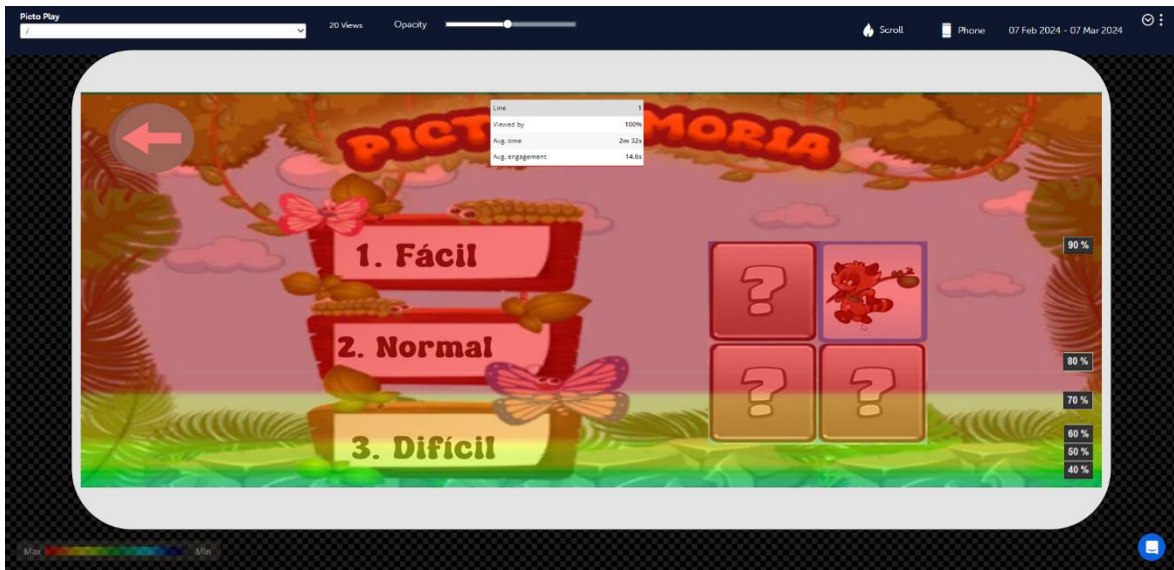 Picto Play
/
20 Views
Opacity
Scroll
Phone
07 Feb 2024 - 07 Mar 2024
Line 1
Viewed by 100%
Avg. time 2m 32s
Avg. engagement 14.6s
1. Fácil
2. Normal
3. Difícil
?
? ?
90 %
80 %
70 %
60 %
50 %
40 %
Max Min